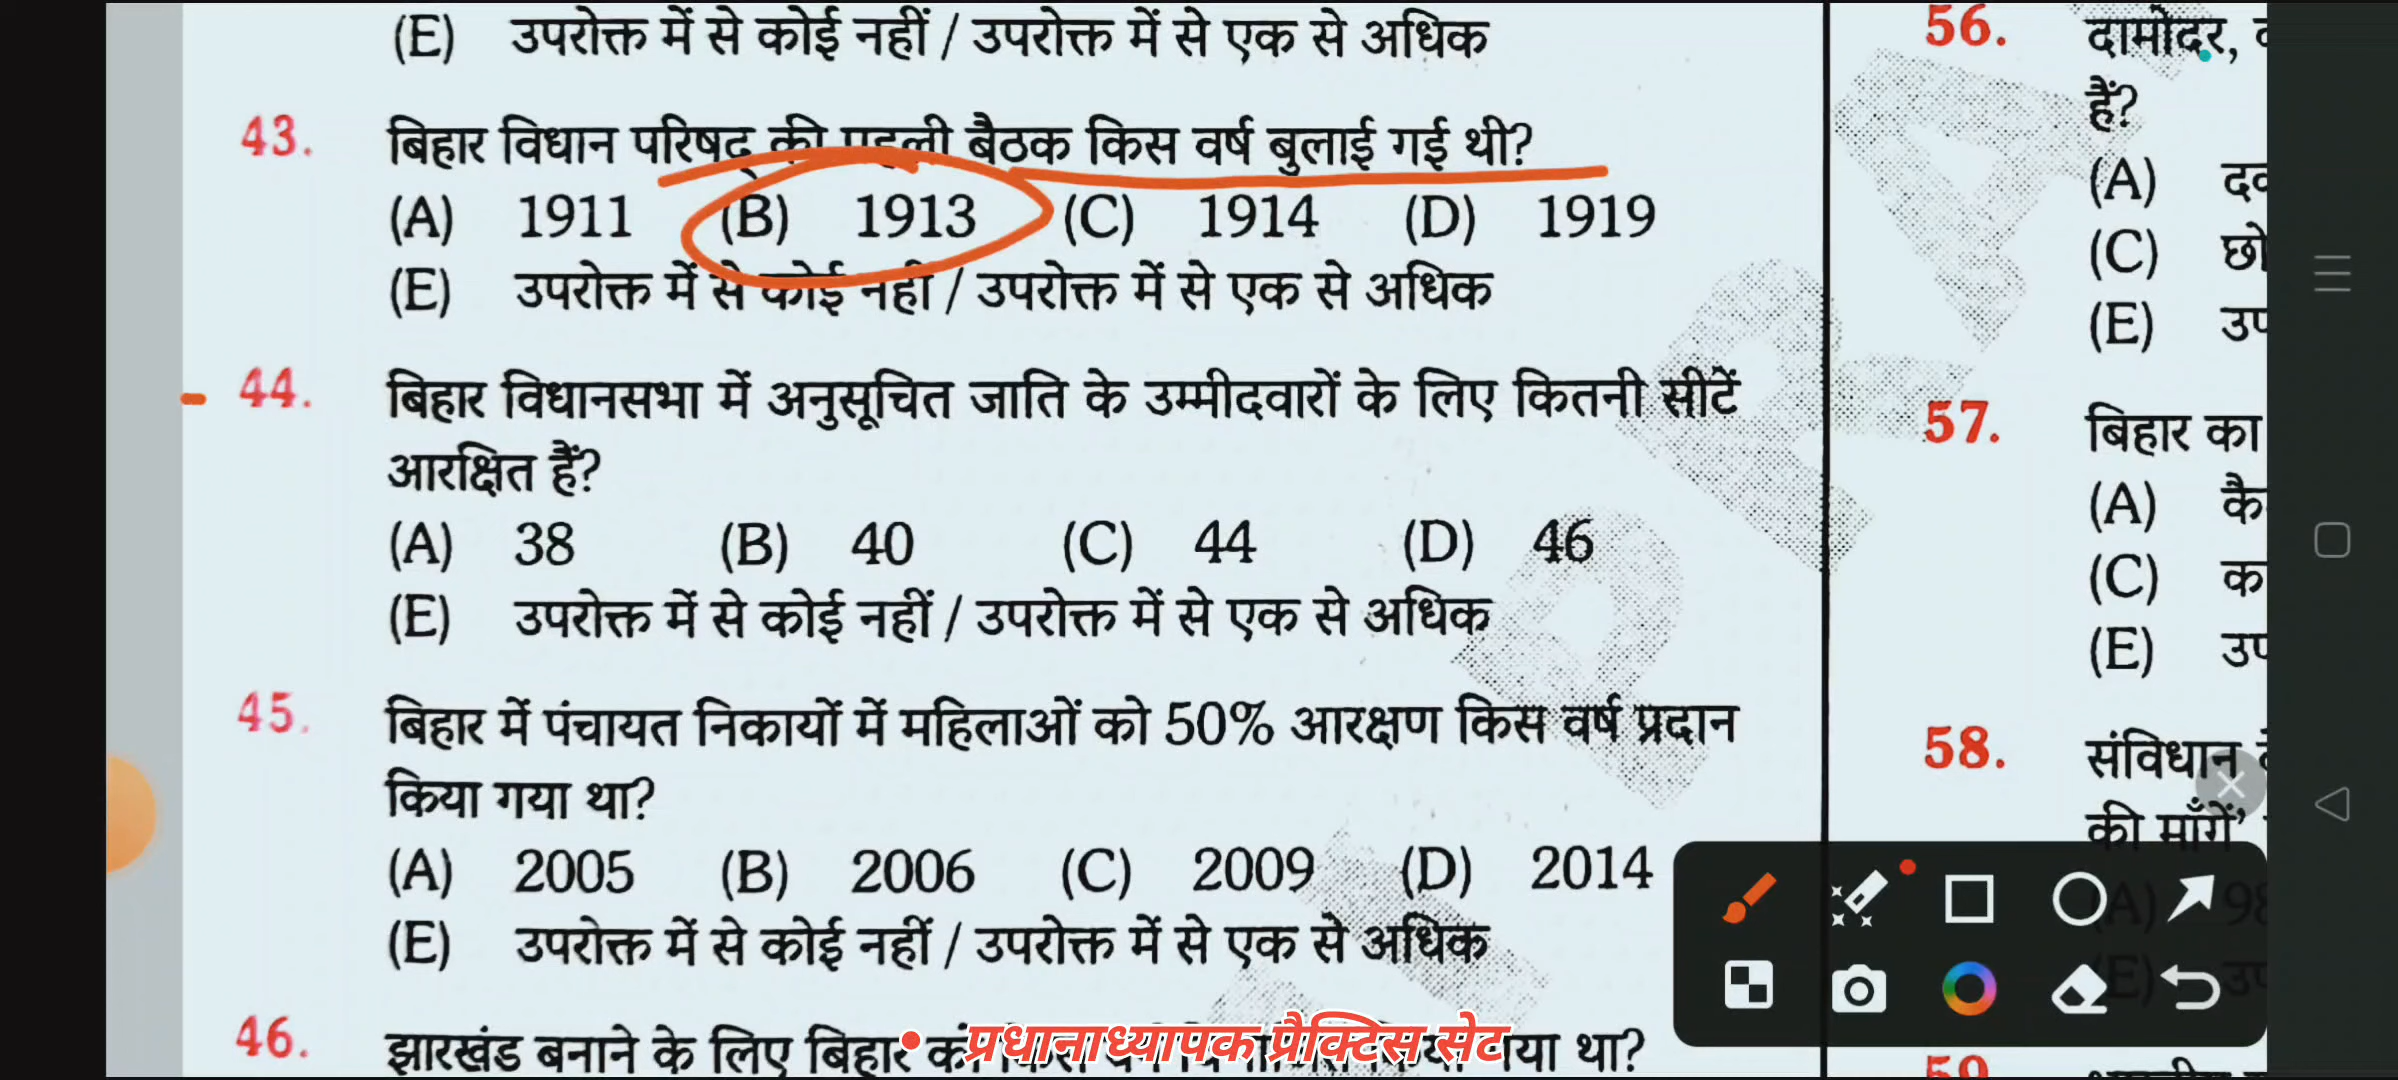 (E) उपरोक्त में से कोई नहीं / उपरोक्त में से एक से अधिक
43. बिहार विधान परिषद् की पहली बैठक किस वर्ष बुलाई गई थी?
(A) 1911 (B) 1913 (C) 1914 (D) 1919
(E) उपरोक्त में से कोई नहीं / उपरोक्त में से एक से अधिक
44. बिहार विधानसभा में अनुसूचित जाति के उम्मीदवारों के लिए कितनी सीटें
आरक्षित हैं?
(A) 38 (B) 40 (C) 44 (D) 46
(E) उपरोक्त में से कोई नहीं / उपरोक्त में से एक से अधिक
45. बिहार में पंचायत निकायों में महिलाओं को 50% आरक्षण किस वर्ष प्रदान
किया गया था?
(A) 2005 (B) 2006 (C) 2009 (D) 2014
(E) उपरोक्त में से कोई नहीं / उपरोक्त में से एक से अधिक
46. झारखंड बनाने के लिए बिहार था?
• प्रधानाध्यापक प्रैक्टिस सेट
56. दामोदर,
हैं?
(A)
(C)
(E)
57. बिहार का
(A)
(C)
(E)
58. संविधान
की माँगें’
(A) 98
(E)
59.